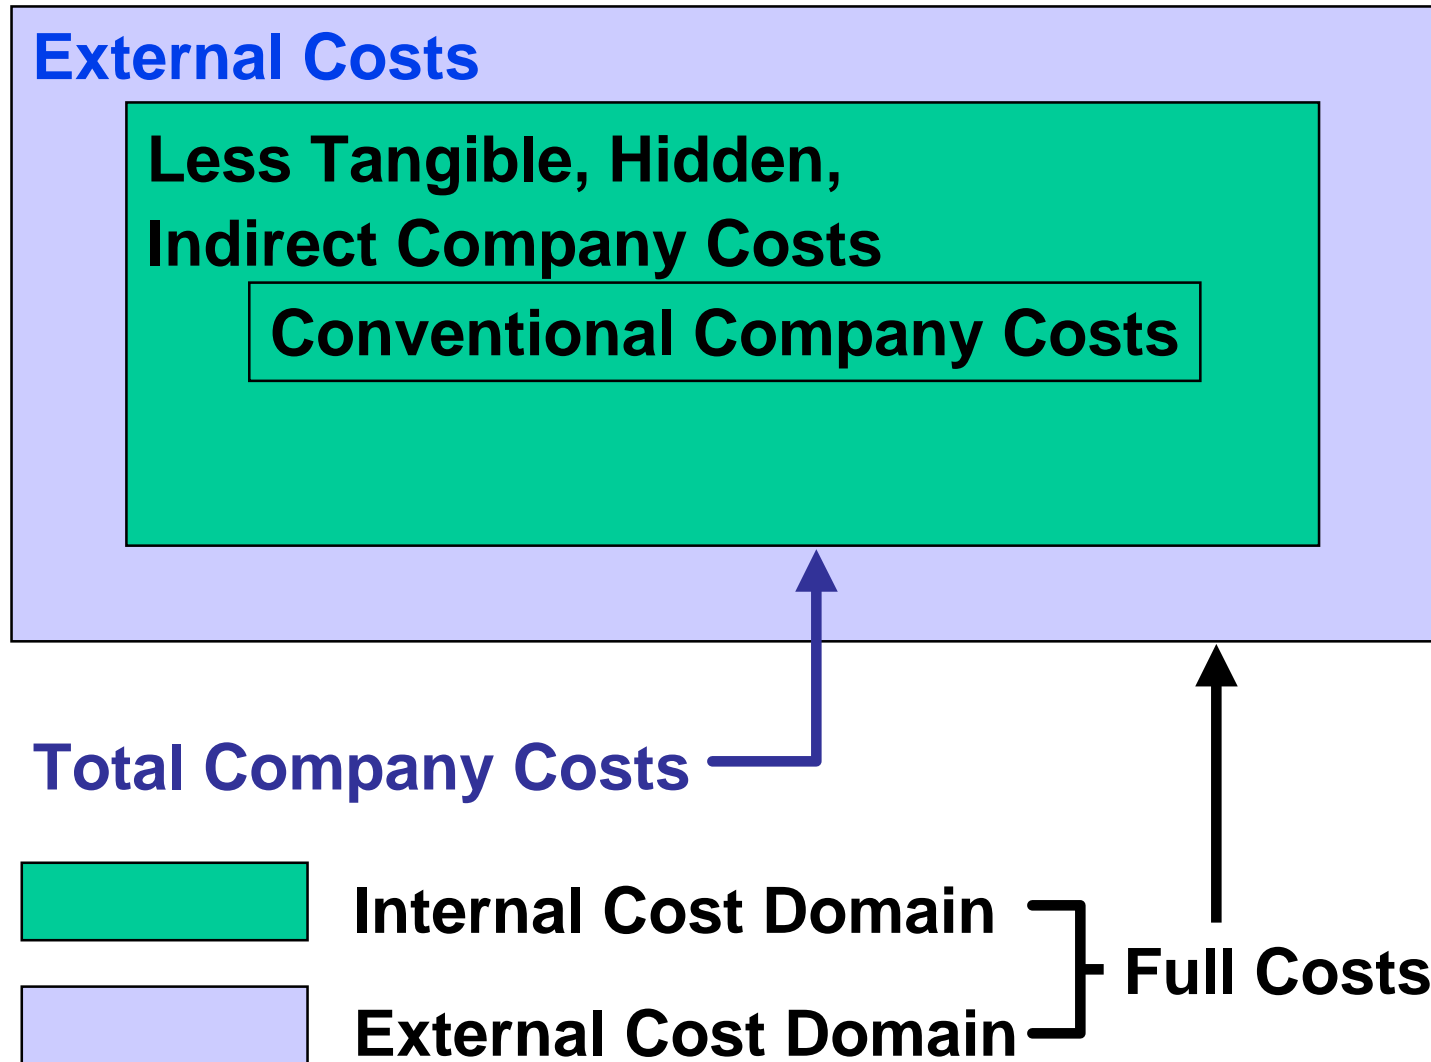 External Costs
Less Tangible, Hidden,
Indirect Company Costs
Conventional Company Costs
Total Company Costs
Internal Cost Domain
Full Costs
External Cost Domain